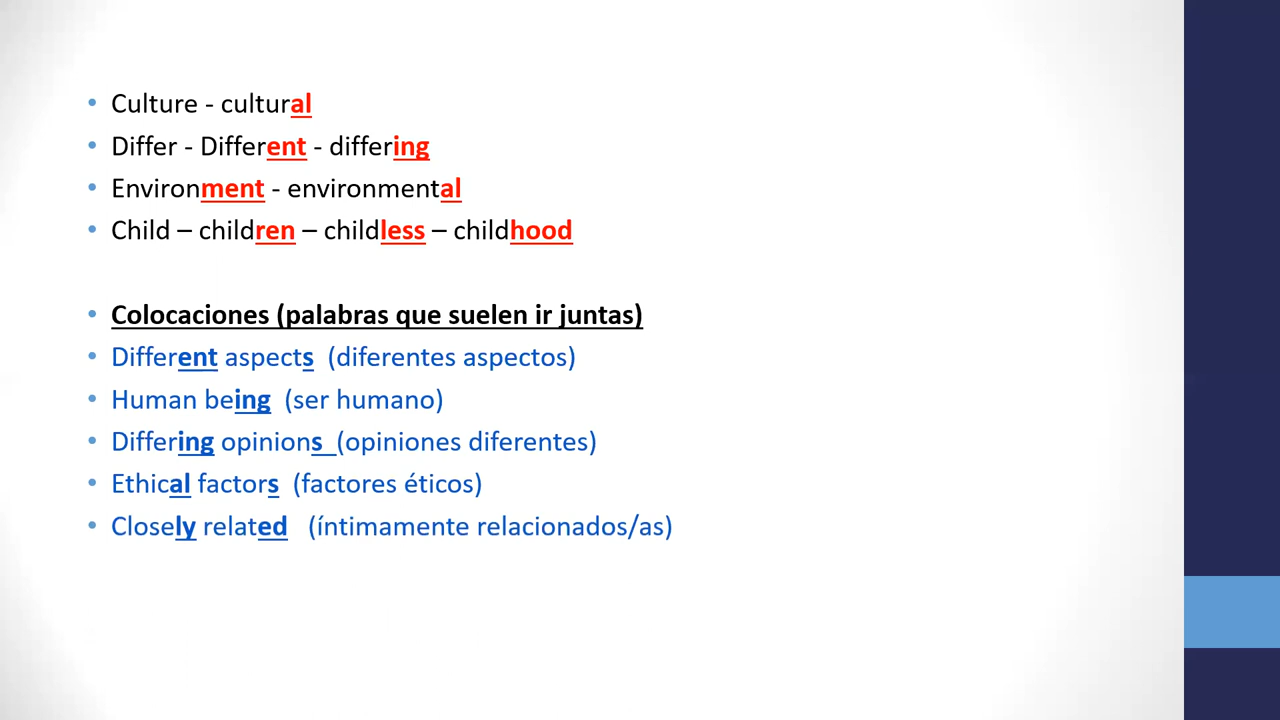 • Culture - cultural
• Differ - Different - differing
• Environment - environmental
• Child – children – childless – childhood
• Colocaciones (palabras que suelen ir juntas)
• Different aspects (diferentes aspectos)
• Human being (ser humano)
• Differing opinions (opiniones diferentes)
• Ethical factors (factores éticos)
• Closely related (íntimamente relacionados/as)